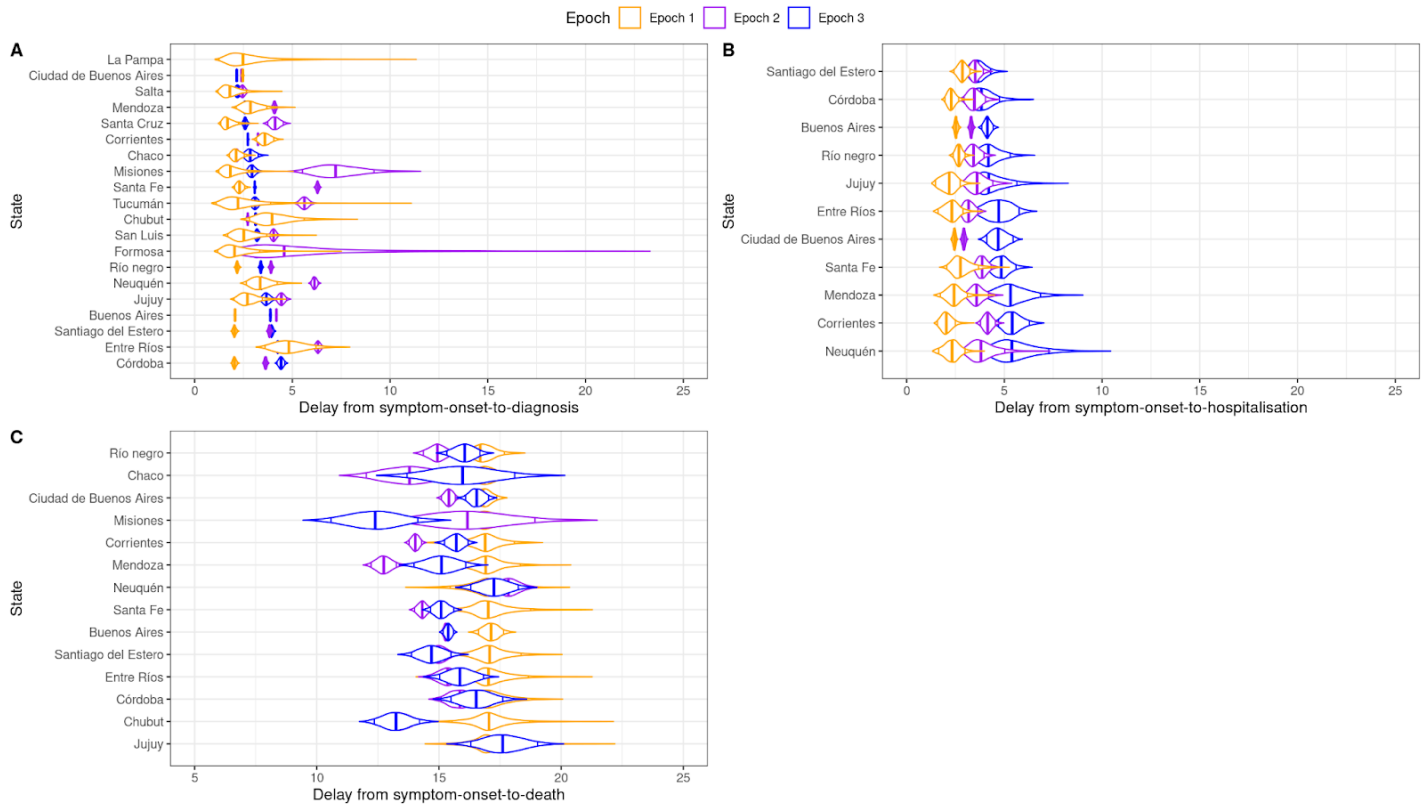 Epoch Epoch 1 Epoch 2 Epoch 3
A
State
La Pampa
Ciudad de Buenos Aires
Salta
Mendoza
Santa Cruz
Corrientes
Chaco
Misiones
Santa Fe
Tucumán
Chubut
San Luis
Formosa
Río negro
Neuquén
Jujuy
Buenos Aires
Santiago del Estero
Entre Ríos
Córdoba
0 5 10 15 20 25
Delay from symptom-onset-to-diagnosis
B
State
Santiago del Estero
Córdoba
Buenos Aires
Río negro
Jujuy
Entre Ríos
Ciudad de Buenos Aires
Santa Fe
Mendoza
Corrientes
Neuquén
0 5 10 15 20 25
Delay from symptom-onset-to-hospitalisation
C
State
Río negro
Chaco
Ciudad de Buenos Aires
Misiones
Corrientes
Mendoza
Neuquén
Santa Fe
Buenos Aires
Santiago del Estero
Entre Ríos
Córdoba
Chubut
Jujuy
5 10 15 20 25
Delay from symptom-onset-to-death